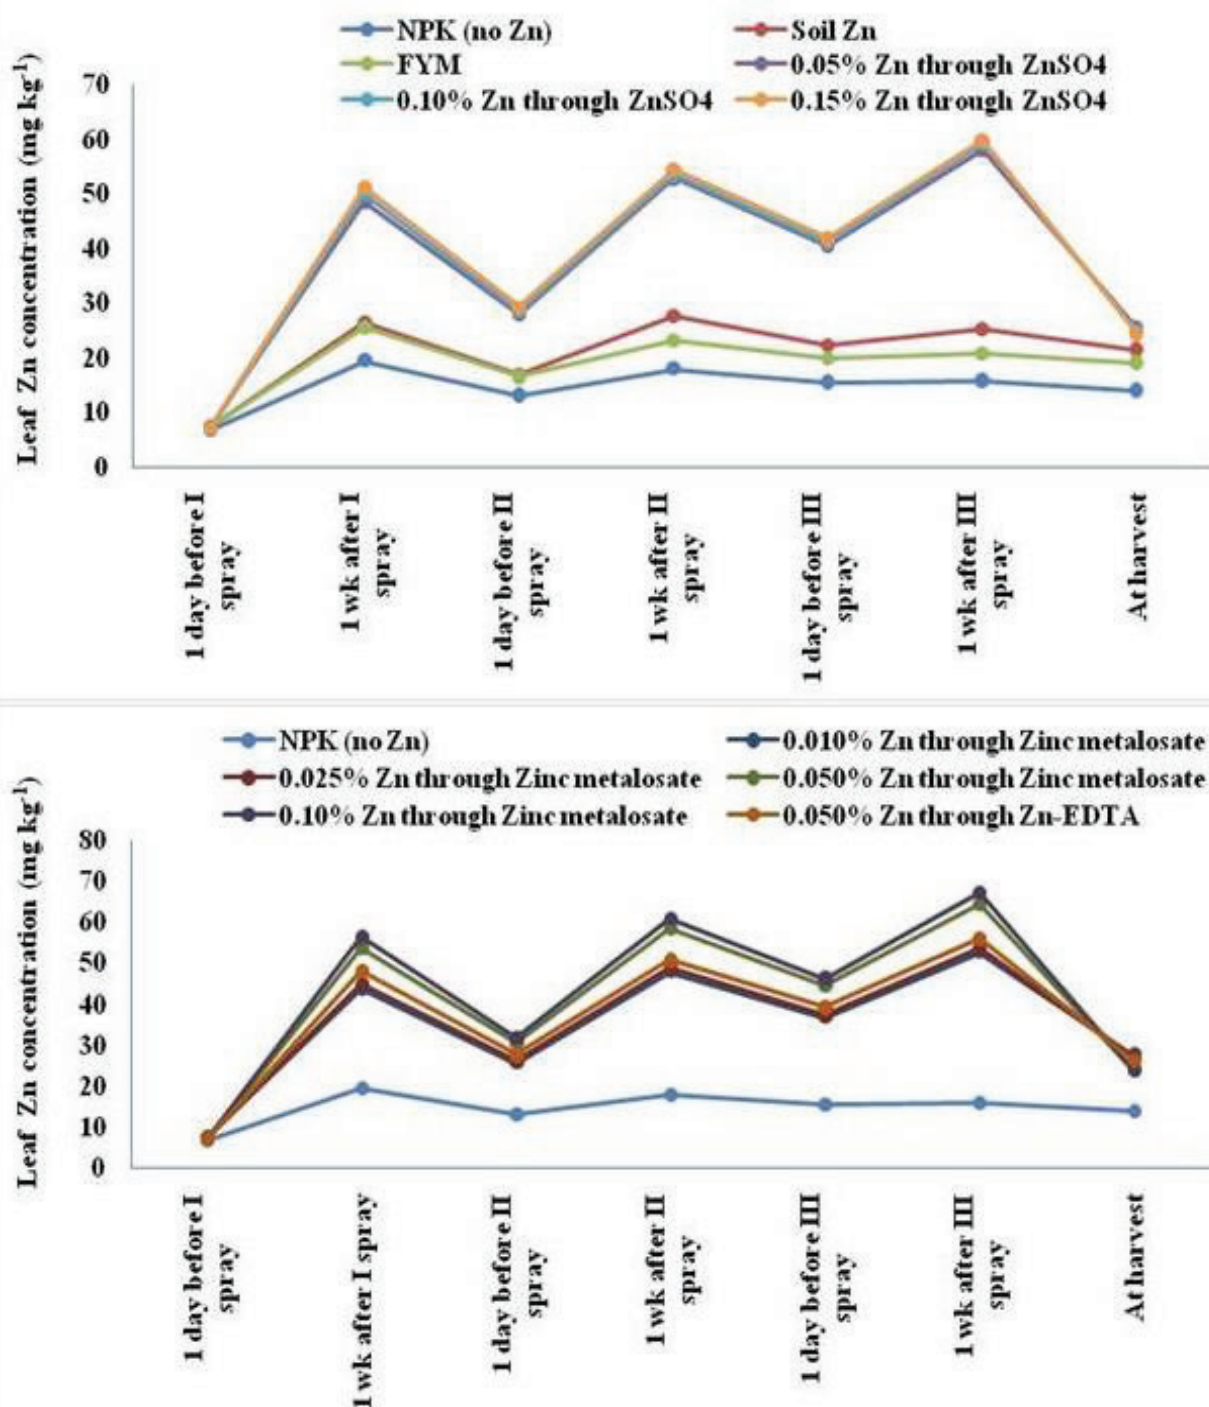 NPK (no Zn) Soil Zn
FYM 0.05% Zn through ZnSO4
0.10% Zn through ZnSO4 0.15% Zn through ZnSO4
Leaf Zn concentration (mg kg-1)
70
60
50
40
30
20
10
0
1 day before I
spray
1 wk after I
spray
1 day before II
spray
1 wk after II
spray
1 day before III
spray
1 wk after III
spray
At harvest
NPK (no Zn) 0.010% Zn through Zinc metalosate
0.025% Zn through Zinc metalosate 0.050% Zn through Zinc metalosate
0.10% Zn through Zinc metalosate 0.050% Zn through Zn-EDTA
Leaf Zn concentration (mg kg-1)
80
70
60
50
40
30
20
10
0
1 day before I
spray
1 wk after I spray
1 day before II
spray
1 wk after II
spray
1 day before III
spray
1 wk after III
spray
At harvest